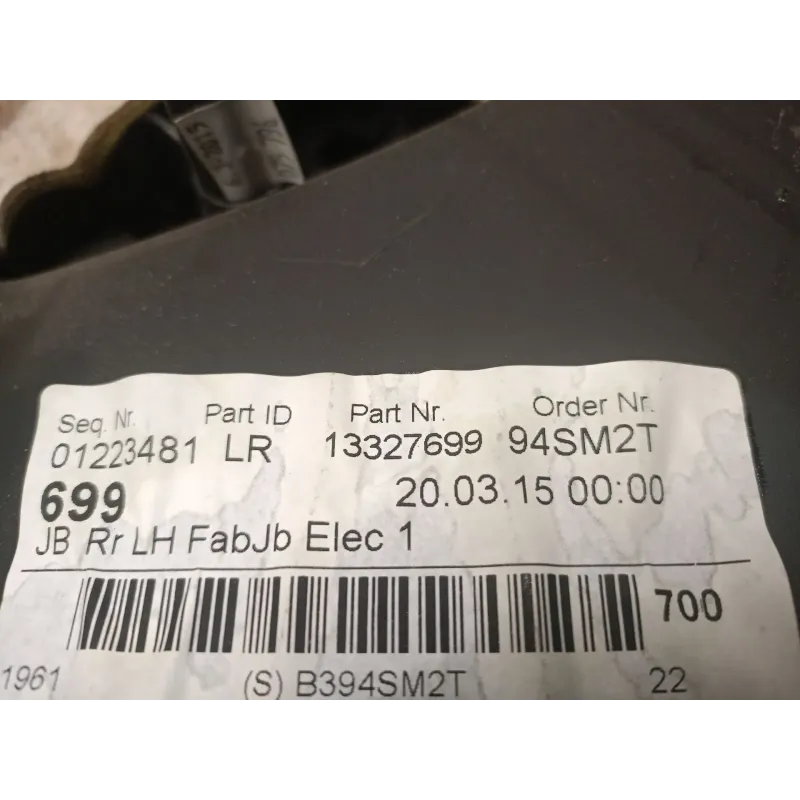 Seq. Nr. Part ID Part Nr. Order Nr.
01223481 LR 13327699 94SM2T
699 20.03.15 00:00
JB Rr LH FabJb Elec 1
700
1961 (S) B394SM2T 22